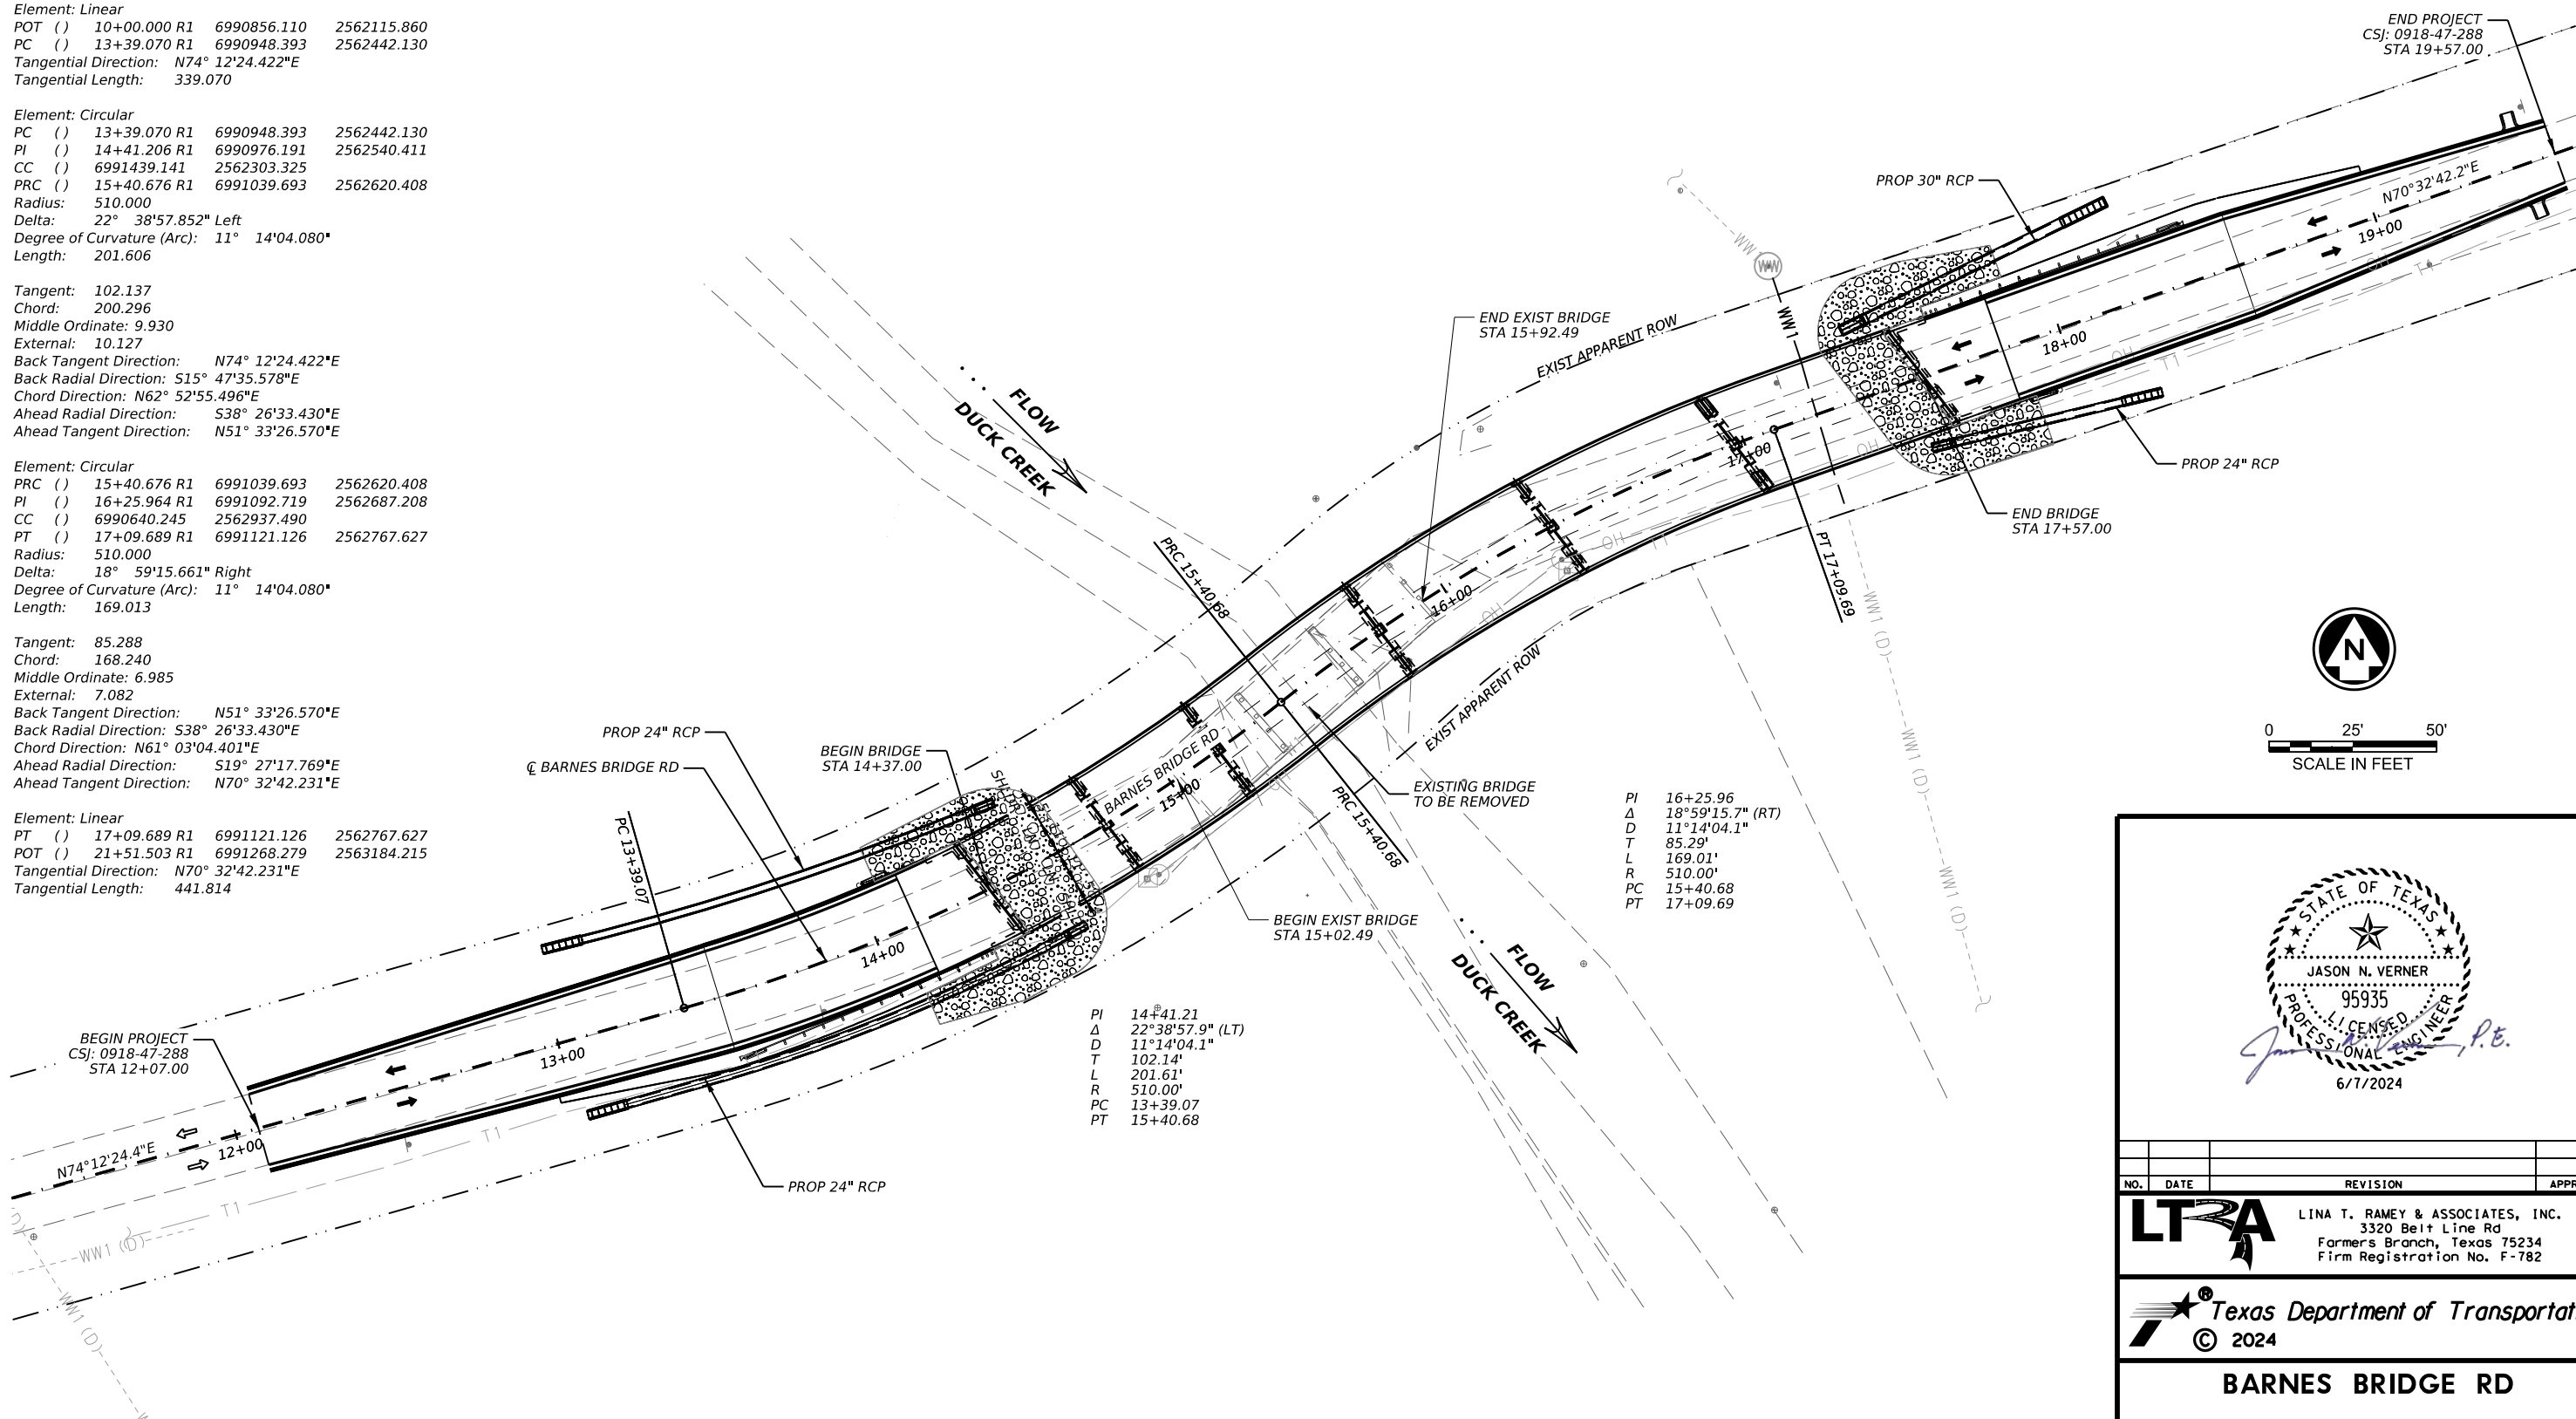 Element: Linear
POT ( ) 10+00.000 R1 6990856.110 2562115.860
PC ( ) 13+39.070 R1 6990948.393 2562442.130
Tangential Direction: N74° 12'24.422"E
Tangential Length: 339.070
Element: Circular
PC ( ) 13+39.070 R1 6990948.393 2562442.130
PI ( ) 14+41.206 R1 6990976.191 2562540.411
CC ( ) 6991439.141 2562303.325
PRC ( ) 15+40.676 R1 6991039.693 2562620.408
Radius: 510.000
Delta: 22° 38'57.852" Left
Degree of Curvature (Arc): 11° 14'04.080"
Length: 201.606
Tangent: 102.137
Chord: 200.296
Middle Ordinate: 9.930
External: 10.127
Back Tangent Direction: N74° 12'24.422"E
Back Radial Direction: S15° 47'35.578"E
Chord Direction: N62° 52'55.496"E
Ahead Radial Direction: S38° 26'33.430"E
Ahead Tangent Direction: N51° 33'26.570"E
Element: Circular
PRC ( ) 15+40.676 R1 6991039.693 2562620.408
PI ( ) 16+25.964 R1 6991092.719 2562687.208
CC ( ) 6990640.245 2562937.490
PT ( ) 17+09.689 R1 6991121.126 2562767.627
Radius: 510.000
Delta: 18° 59'15.661" Right
Degree of Curvature (Arc): 11° 14'04.080"
Length: 169.013
Tangent: 85.288
Chord: 168.240
Middle Ordinate: 6.985
External: 7.082
Back Tangent Direction: N51° 33'26.570"E
Back Radial Direction: S38° 26'33.430"E
Chord Direction: N61° 03'04.401"E
Ahead Radial Direction: S19° 27'17.769"E
Ahead Tangent Direction: N70° 32'42.231"E
Element: Linear
PT ( ) 17+09.689 R1 6991121.126 2562767.627
POT ( ) 21+51.503 R1 6991268.279 2563184.215
Tangential Direction: N70° 32'42.231"E
Tangential Length: 441.814
END PROJECT
CSJ: 0918-47-288
STA 19+57.00
PROP 30" RCP
N70°32'42.2"E
19+00
18+00
WW
WW1
END EXIST BRIDGE
STA 15+92.49
EXIST APPARENT ROW
FLOW
DUCK CREEK
17+00
OH
T1
PROP 24" RCP
END BRIDGE
STA 17+57.00
PT 17+09.69
PRC 15+40.68
16+00
OH
T1
WW1 (D)
EXIST APPARENT ROW
N
0 25' 50'
SCALE IN FEET
PROP 24" RCP
℄ BARNES BRIDGE RD
BEGIN BRIDGE
STA 14+37.00
BARNES BRIDGE RD
15+00
EXISTING BRIDGE
TO BE REMOVED
PRC 15+40.68
PI 16+25.96
Δ 18°59'15.7" (RT)
D 11°14'04.1"
T 85.29'
L 169.01'
R 510.00'
PC 15+40.68
PT 17+09.69
PC 13+39.07
14+00
BEGIN EXIST BRIDGE
STA 15+02.49
FLOW
DUCK CREEK
WW1 (D)
PI 14+41.21
Δ 22°38'57.9" (LT)
D 11°14'04.1"
T 102.14'
L 201.61'
R 510.00'
PC 13+39.07
PT 15+40.68
BEGIN PROJECT
CSJ: 0918-47-288
STA 12+07.00
13+00
12+00
N74°12'24.4"E
T1
T1
WW1 (D)
WW1 (D)
PROP 24" RCP
STATE OF TEXAS
JASON N. VERNER
95935
LICENSED
PROFESSIONAL ENGINEER
P.E.
6/7/2024
NO. DATE REVISION APPR
LTRA
LINA T. RAMEY & ASSOCIATES, INC.
3320 Belt Line Rd
Farmers Branch, Texas 75234
Firm Registration No. F-782
® Texas Department of Transportat
© 2024
BARNES BRIDGE RD